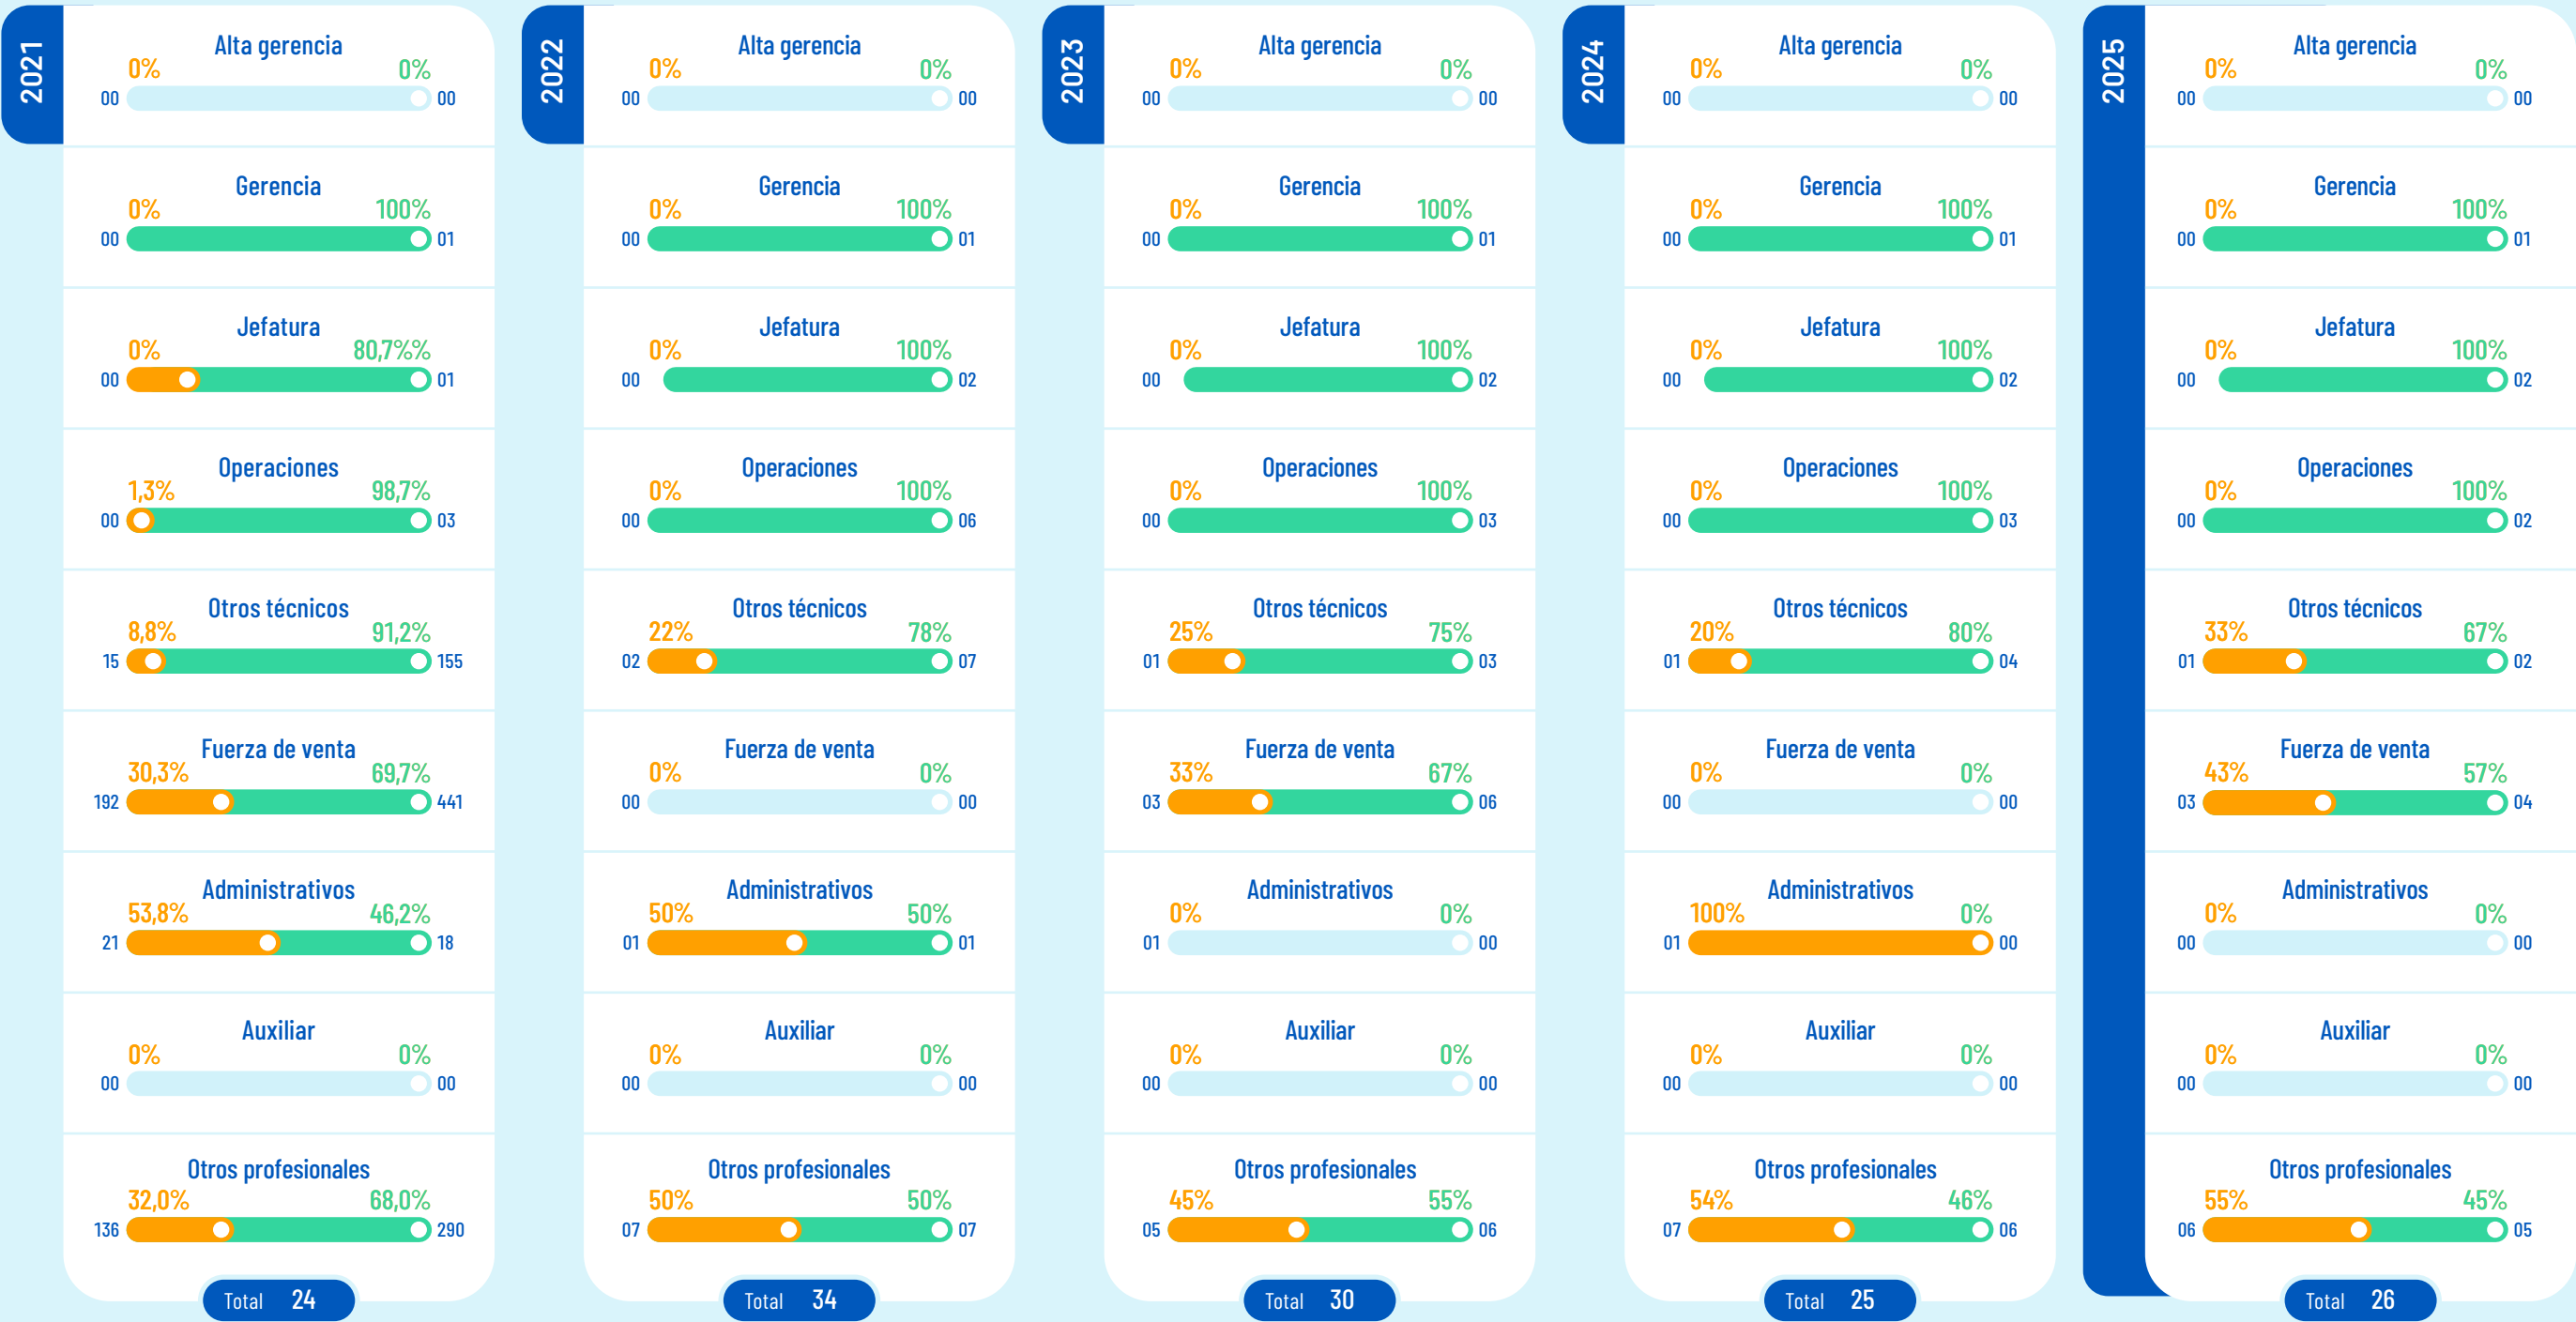 2021
Alta gerencia
0% 0%
00 00
Gerencia
0% 100%
00 01
Jefatura
0% 80,7%%
00 01
Operaciones
1,3% 98,7%
00 03
Otros técnicos
8,8% 91,2%
15 155
Fuerza de venta
30,3% 69,7%
192 441
Administrativos
53,8% 46,2%
21 18
Auxiliar
0% 0%
00 00
Otros profesionales
32,0% 68,0%
136 290
Total 24
2022
Alta gerencia
0% 0%
00 00
Gerencia
0% 100%
00 01
Jefatura
0% 100%
00 02
Operaciones
0% 100%
00 06
Otros técnicos
22% 78%
02 07
Fuerza de venta
0% 0%
00 00
Administrativos
50% 50%
01 01
Auxiliar
0% 0%
00 00
Otros profesionales
50% 50%
07 07
Total 34
2023
Alta gerencia
0% 0%
00 00
Gerencia
0% 100%
00 01
Jefatura
0% 100%
00 02
Operaciones
0% 100%
00 03
Otros técnicos
25% 75%
01 03
Fuerza de venta
33% 67%
03 06
Administrativos
0% 0%
01 00
Auxiliar
0% 0%
00 00
Otros profesionales
45% 55%
05 06
Total 30
2024
Alta gerencia
0% 0%
00 00
Gerencia
0% 100%
00 01
Jefatura
0% 100%
00 02
Operaciones
0% 100%
00 03
Otros técnicos
20% 80%
01 04
Fuerza de venta
0% 0%
00 00
Administrativos
100% 0%
01 00
Auxiliar
0% 0%
00 00
Otros profesionales
54% 46%
07 06
Total 25
2025
Alta gerencia
0% 0%
00 00
Gerencia
0% 100%
00 01
Jefatura
0% 100%
00 02
Operaciones
0% 100%
00 02
Otros técnicos
33% 67%
01 02
Fuerza de venta
43% 57%
03 04
Administrativos
0% 0%
00 00
Auxiliar
0% 0%
00 00
Otros profesionales
55% 45%
06 05
Total 26